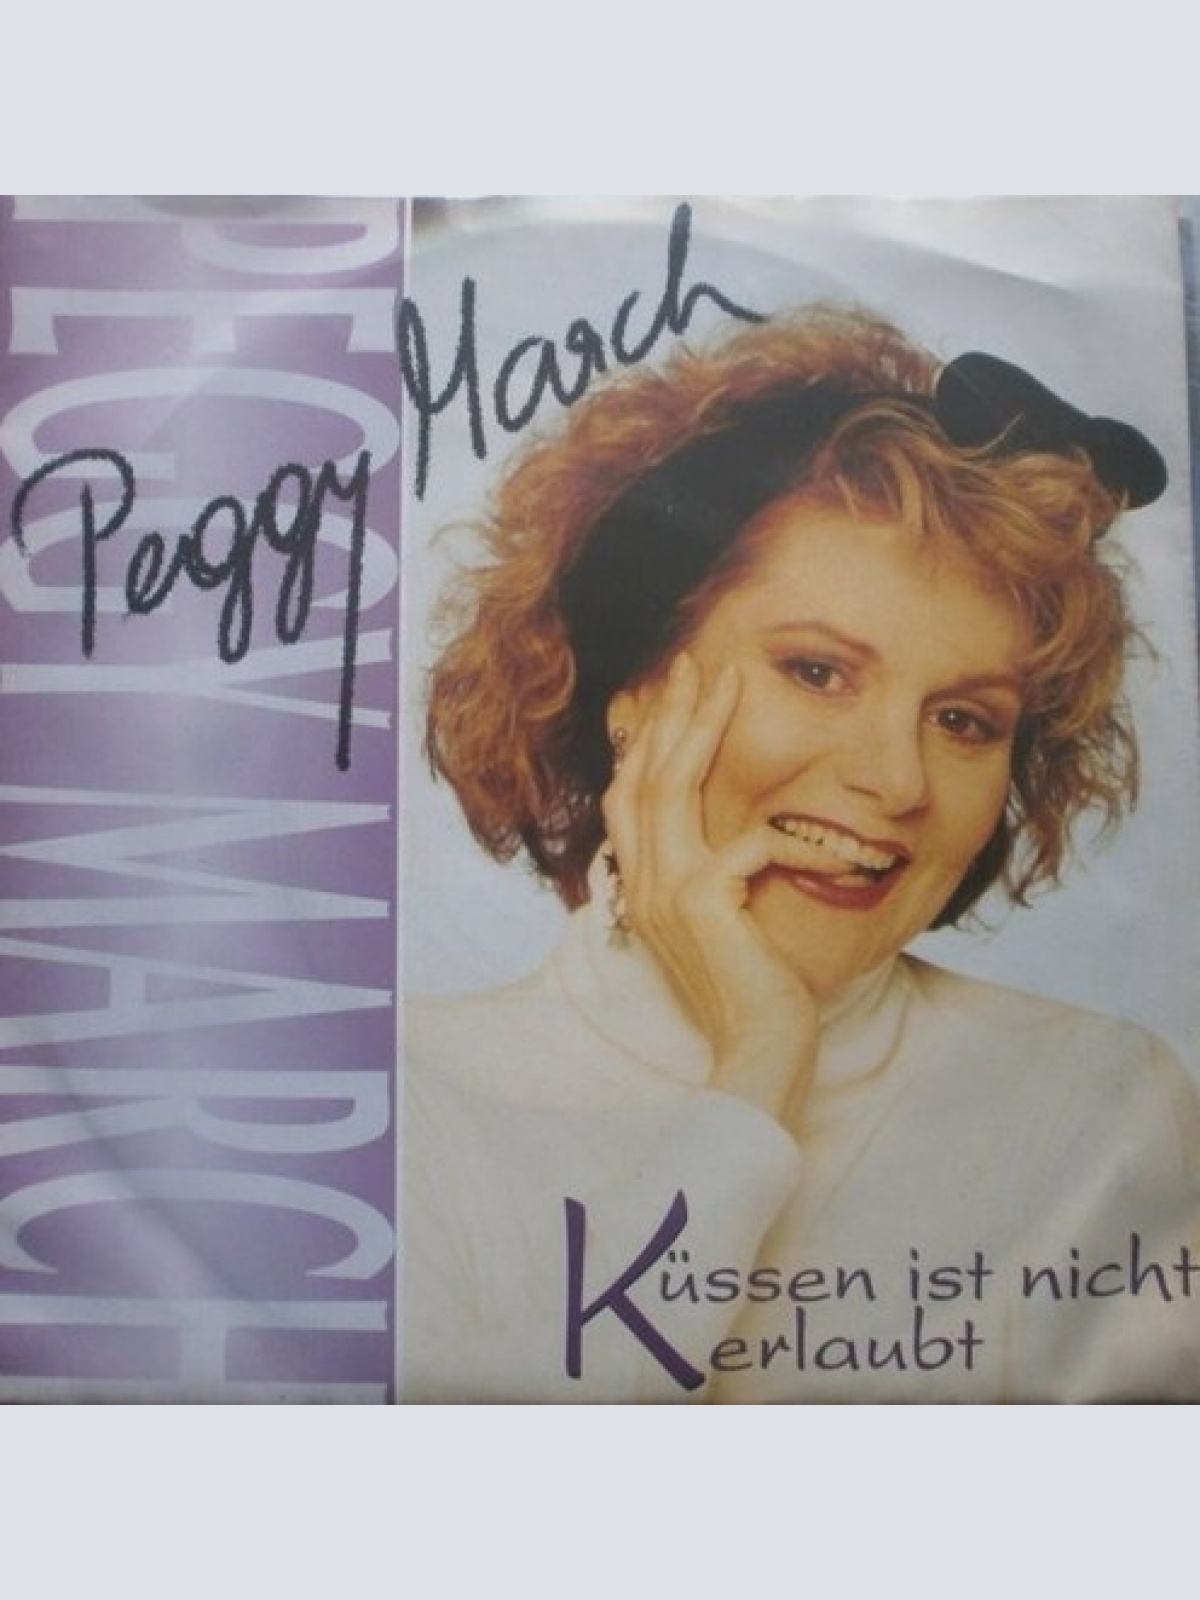 PEGGY MARCH
Peggy March
Küssen ist nicht
erlaubt